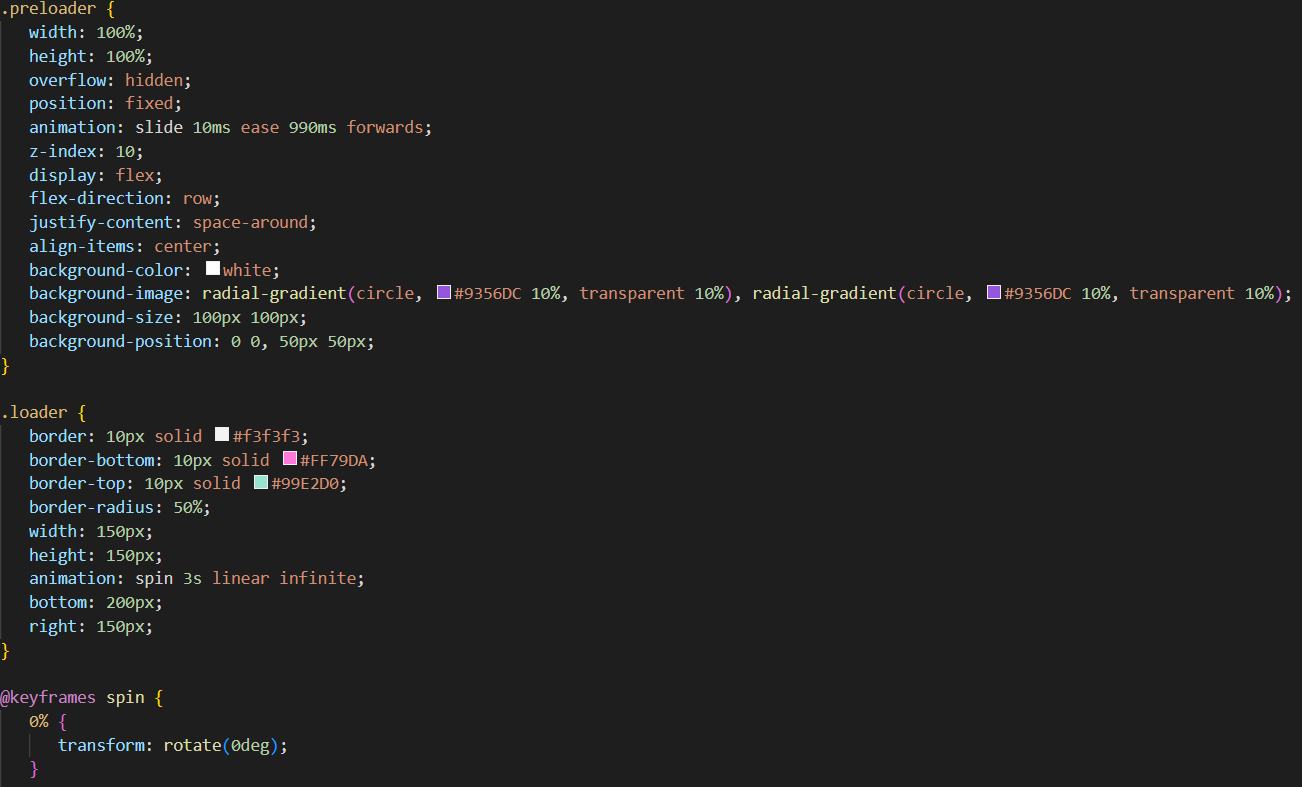 .preloader {
width: 100%;
height: 100%;
overflow: hidden;
position: fixed;
animation: slide 10ms ease 990ms forwards;
z-index: 10;
display: flex;
flex-direction: row;
justify-content: space-around;
align-items: center;
background-color: white;
background-image: radial-gradient(circle, #9356DC 10%, transparent 10%), radial-gradient(circle, #9356DC 10%, transparent 10%);
background-size: 100px 100px;
background-position: 0 0, 50px 50px;
}
.loader {
border: 10px solid #f3f3f3;
border-bottom: 10px solid #FF79DA;
border-top: 10px solid #99E2D0;
border-radius: 50%;
width: 150px;
height: 150px;
animation: spin 3s linear infinite;
bottom: 200px;
right: 150px;
}
@keyframes spin {
0% {
transform: rotate(0deg);
}